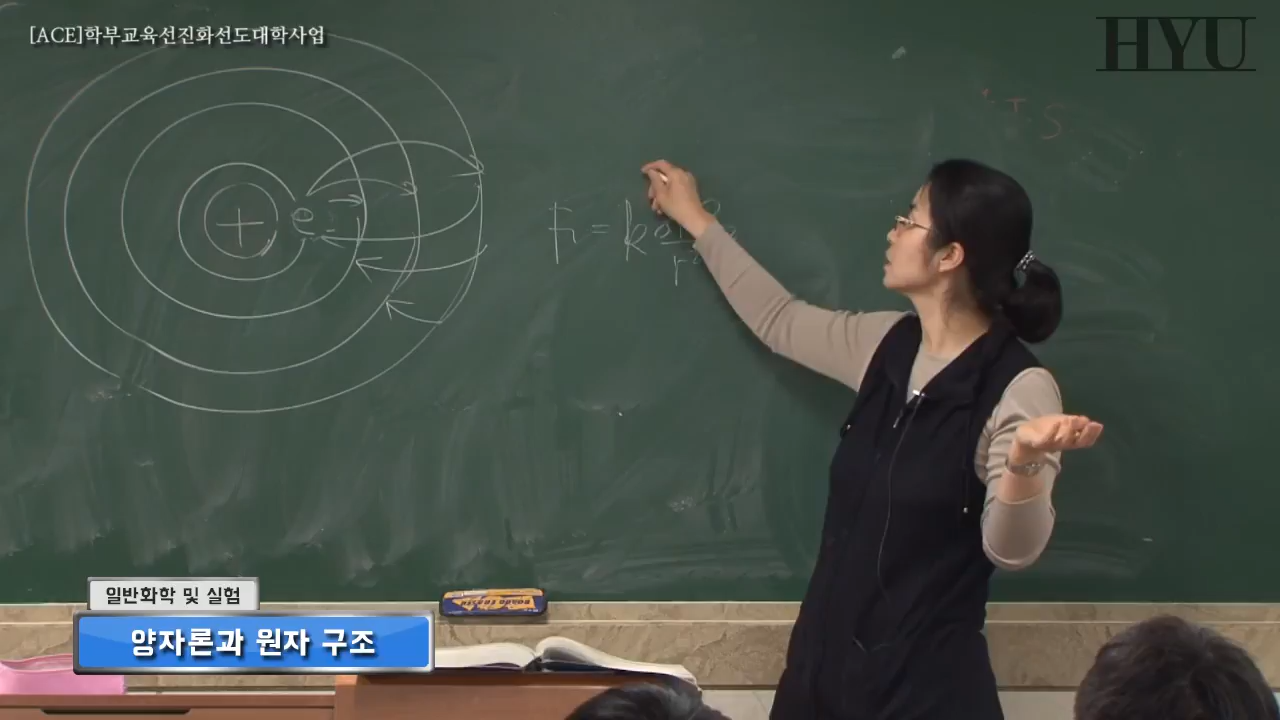 [ACE]학부교육선진화선도대학사업
HYU
T. S
+ e
F = k
r²
일반화학 및 실험
양자론과 원자 구조